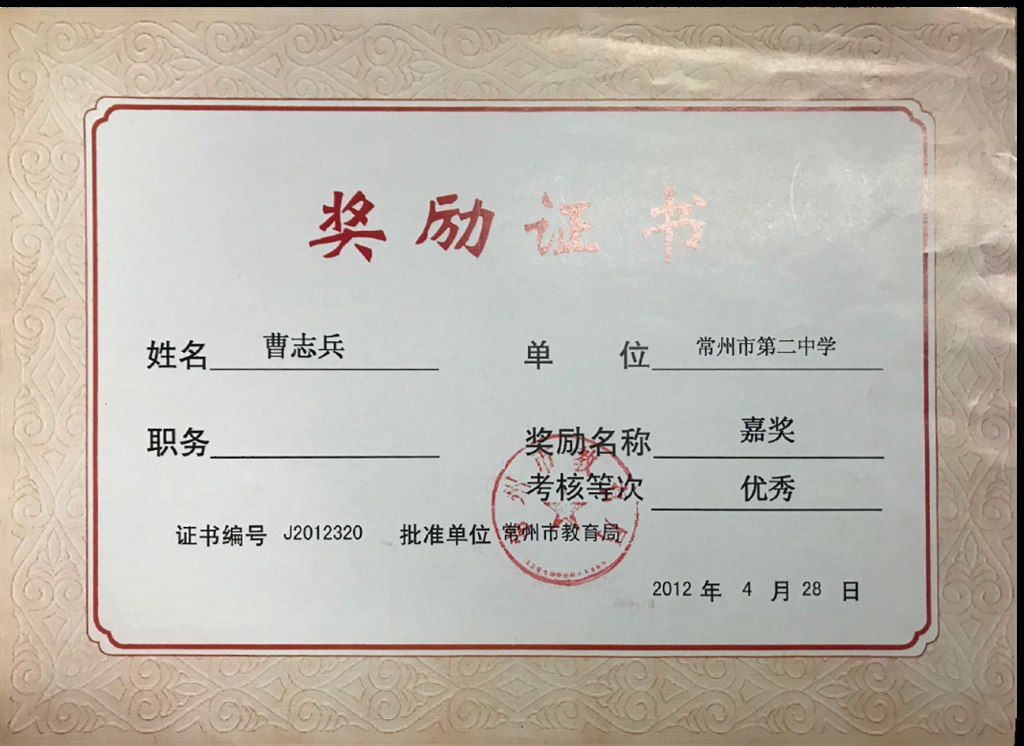 奖励证书
姓名 曹志兵 单位 常州市第二中学
职务 奖励名称 嘉奖
考核等次 优秀
证书编号 J2012320 批准单位 常州市教育局
2012 年 4 月 28 日